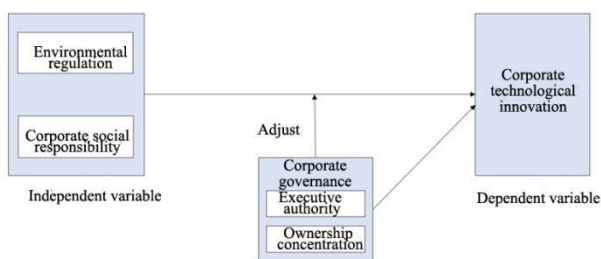 Environmental
regulation
Corporate social
responsibility
Independent variable
Adjust
Corporate
governance
Executive
authority
Ownership
concentration
Corporate
technological
innovation
Dependent variable